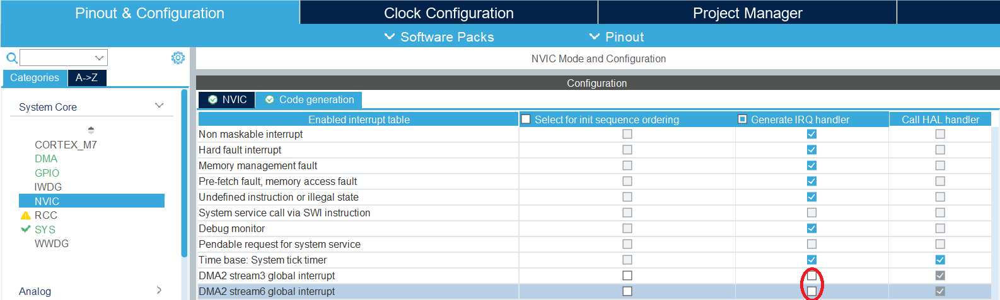 Pinout & Configuration
Clock Configuration
Project Manager
Software Packs
Pinout
Categories
A->Z
System Core
CORTEX_M7
DMA
GPIO
IWDG
NVIC
RCC
SYS
WWDG
Analog
NVIC Mode and Configuration
Configuration
NVIC
Code generation
Enabled interrupt table
Select for init sequence ordering
Generate IRQ handler
Call HAL handler
Non maskable interrupt
Hard fault interrupt
Memory management fault
Pre-fetch fault, memory access fault
Undefined instruction or illegal state
System service call via SWI instruction
Debug monitor
Pendable request for system service
Time base: System tick timer
DMA2 stream3 global interrupt
DMA2 stream6 global interrupt